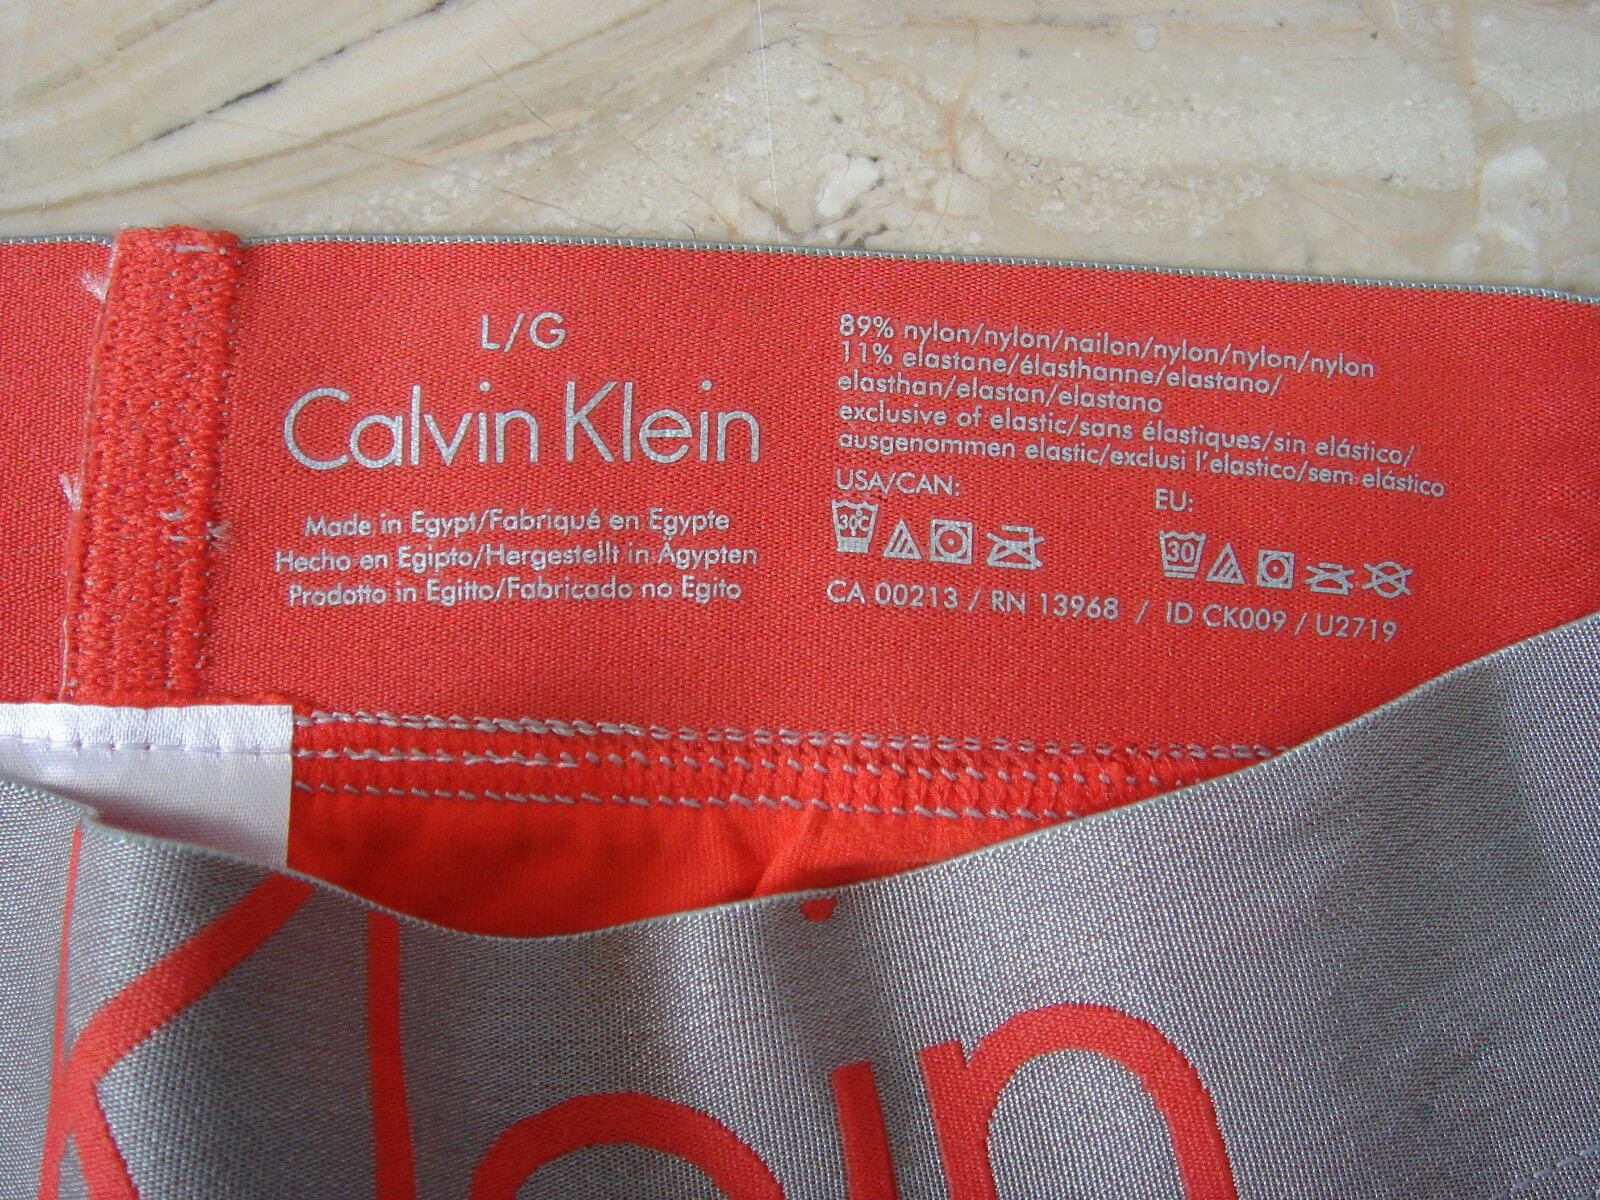 L/G
Calvin Klein
Made in Egypt/Fabriqué en Egypte
Hecho en Egipto/Hergestellt in Ägypten
Prodotto in Egitto/Fabricado no Egito
89% nylon/nylon/nailon/nylon/nylon/nylon
11% elastane/élasthanne/elastano/
elasthan/elastan/elastano
exclusive of elastic/sans élastiques/sin elástico/
ausgenommen elastic/exclusi l'elastico/sem elástico
USA/CAN:
30°C
EU:
30
CA 00213 / RN 13968 / ID CK009 / U2719
Klein